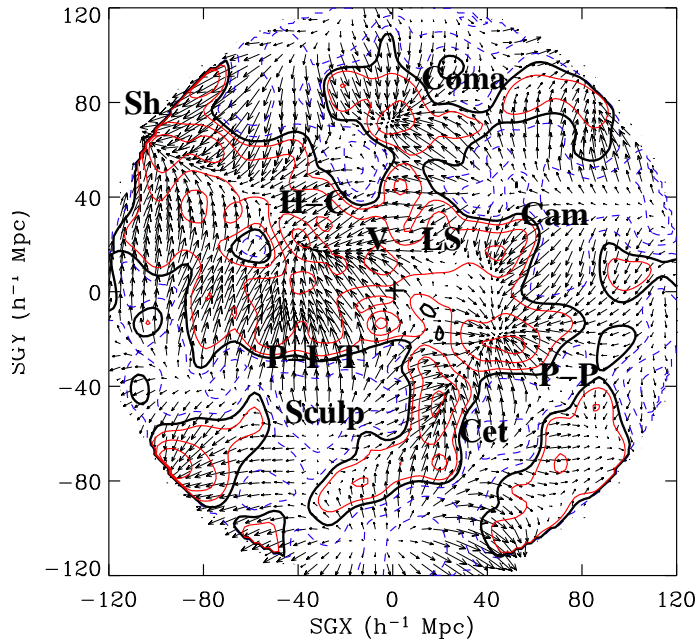 120
80
40
0
−40
−80
−120
SGY (h⁻¹ Mpc)
Sh
Coma
H−C
Cam
V
LS
P−I−T
P−P
Sculp
Cet
−120 −80 −40 0 40 80 120
SGX (h⁻¹ Mpc)